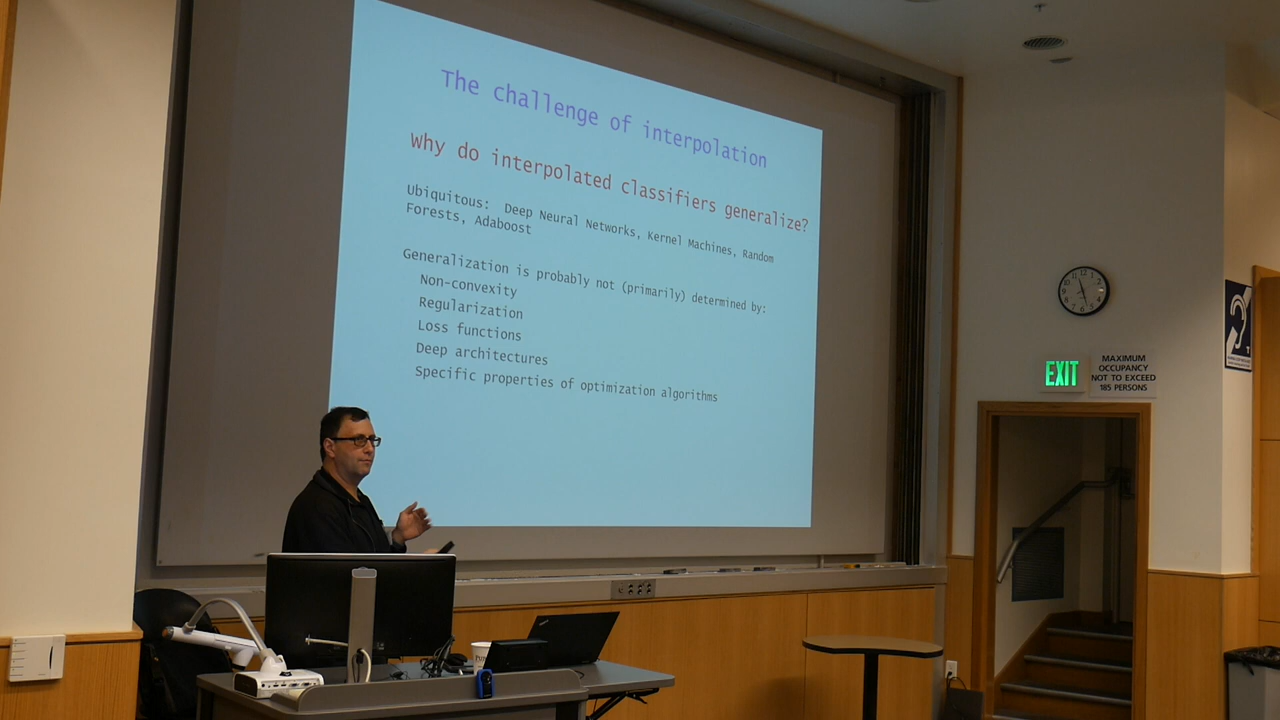 The challenge of interpolation
Why do interpolated classifiers generalize?
Ubiquitous: Deep Neural Networks, Kernel Machines, Random
Forests, Adaboost
Generalization is probably not (primarily) determined by:
Non-convexity
Regularization
Loss functions
Deep architectures
Specific properties of optimization algorithms
EXIT
MAXIMUM
OCCUPANCY
NOT TO EXCEED
185 PERSONS